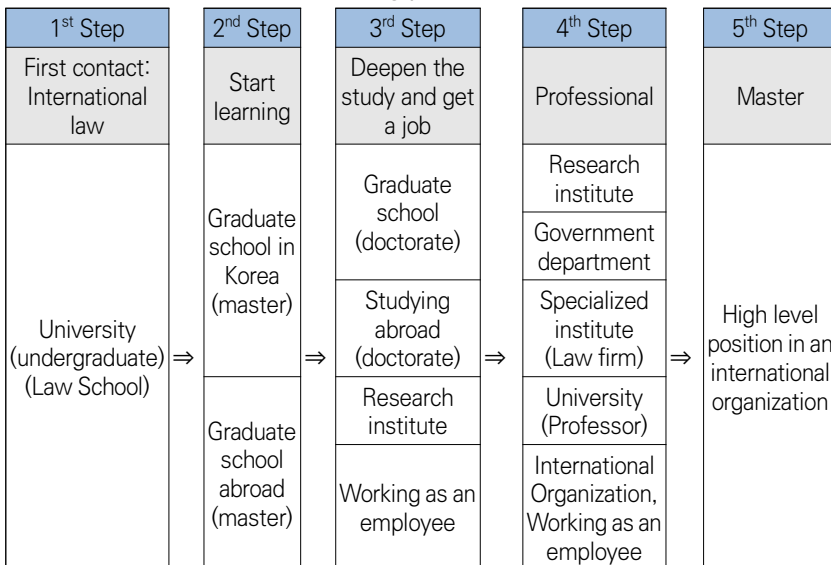 1st Step
First contact:
International
law
University
(undergraduate)
(Law School)
⇒
2nd Step
Start
learning
Graduate
school in
Korea
(master)
Graduate
school
abroad
(master)
⇒
3rd Step
Deepen the
study and get
a job
Graduate
school
(doctorate)
Studying
abroad
(doctorate)
Research
institute
Working as an
employee
⇒
4th Step
Professional
Research
institute
Government
department
Specialized
institute
(Law firm)
University
(Professor)
International
Organization,
Working as an
employee
⇒
5th Step
Master
High level
position in an
international
organization